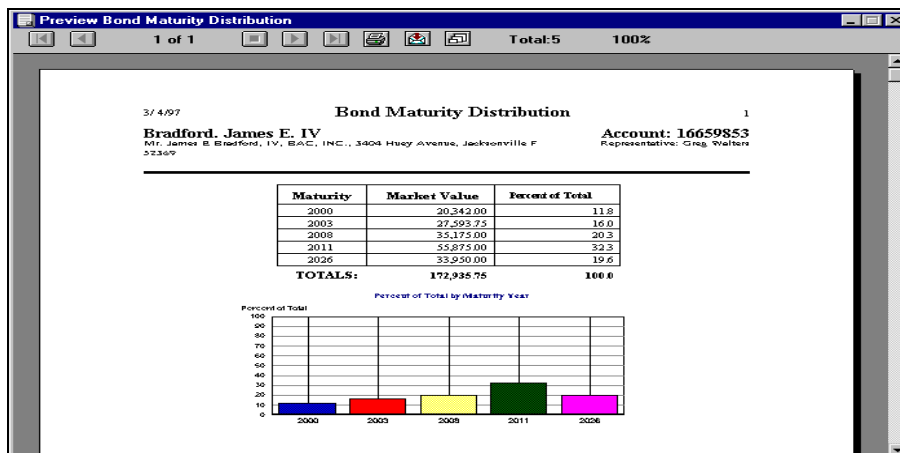 Preview Bond Maturity Distribution
1 of 1 Total:5 100%
3/ 4/97 Bond Maturity Distribution 1
Bradford. James E. IV Account: 16659853
Mr. James E Bradford, IV, BAC, INC., 3404 Huey Avenue, Jacksonville F Representative: Greg Walters
32369
Maturity Market Value Percent of Total
2000 20,342.00 11.8
2003 27,593.75 16.0
2008 35,175.00 20.3
2011 55,875.00 32.3
2026 33,950.00 19.6
TOTALS: 172,935.75 100.0
Percent of Total by Maturity Year
Percent of Total
100
90
80
70
60
50
40
30
20
10
0
2000 2003 2008 2011 2026